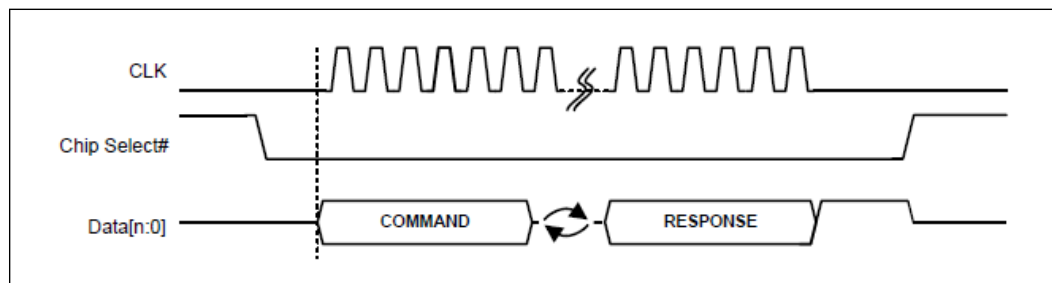 CLK
Chip Select#
Data[n:0]
COMMAND
RESPONSE